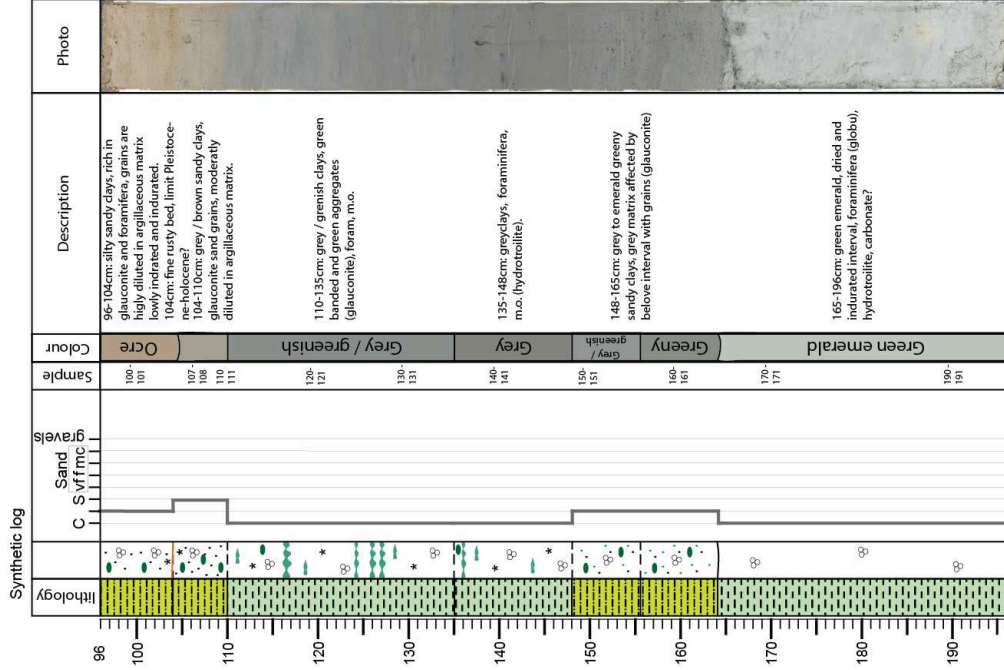 Synthetic log
lithology
C S vf f m c
Sand
gravels
Sample
Colour
Description
Photo
96
100
110
120
130
140
150
160
170
180
190
100-
101
107-
108
110
111
120-
121
130-
131
140-
141
150-
151
160-
161
170-
171
190-
191
Ocre
Grey / greenish
Grey
Grey / greenish
Greeny
Green emerald
96-104cm: silty sandy clays, rich in
glauconite and foramifera, grains are
higly diluted in argillaceous matrix
lowly indrated and indurated.
104cm: fine rusty bed, limit Pleistoce-
ne-holocene?
104-110cm: grey / brown sandy clays,
glauconite sand grains, moderatly
diluted in argillaceous matrix.
110-135cm: grey / grenish clays, green
banded and green aggregates
(glauconite), foram, m.o.
135-148cm: greyclays, foraminifera,
m.o. (hydrotroilite).
148-165cm: grey to emerald greeny
sandy clays, grey matrix affected by
belove interval with grains (glauconite)
165-196cm: green emerald, dried and
indurated interval, foraminifera (globu),
hydrotroilite, carbonate?